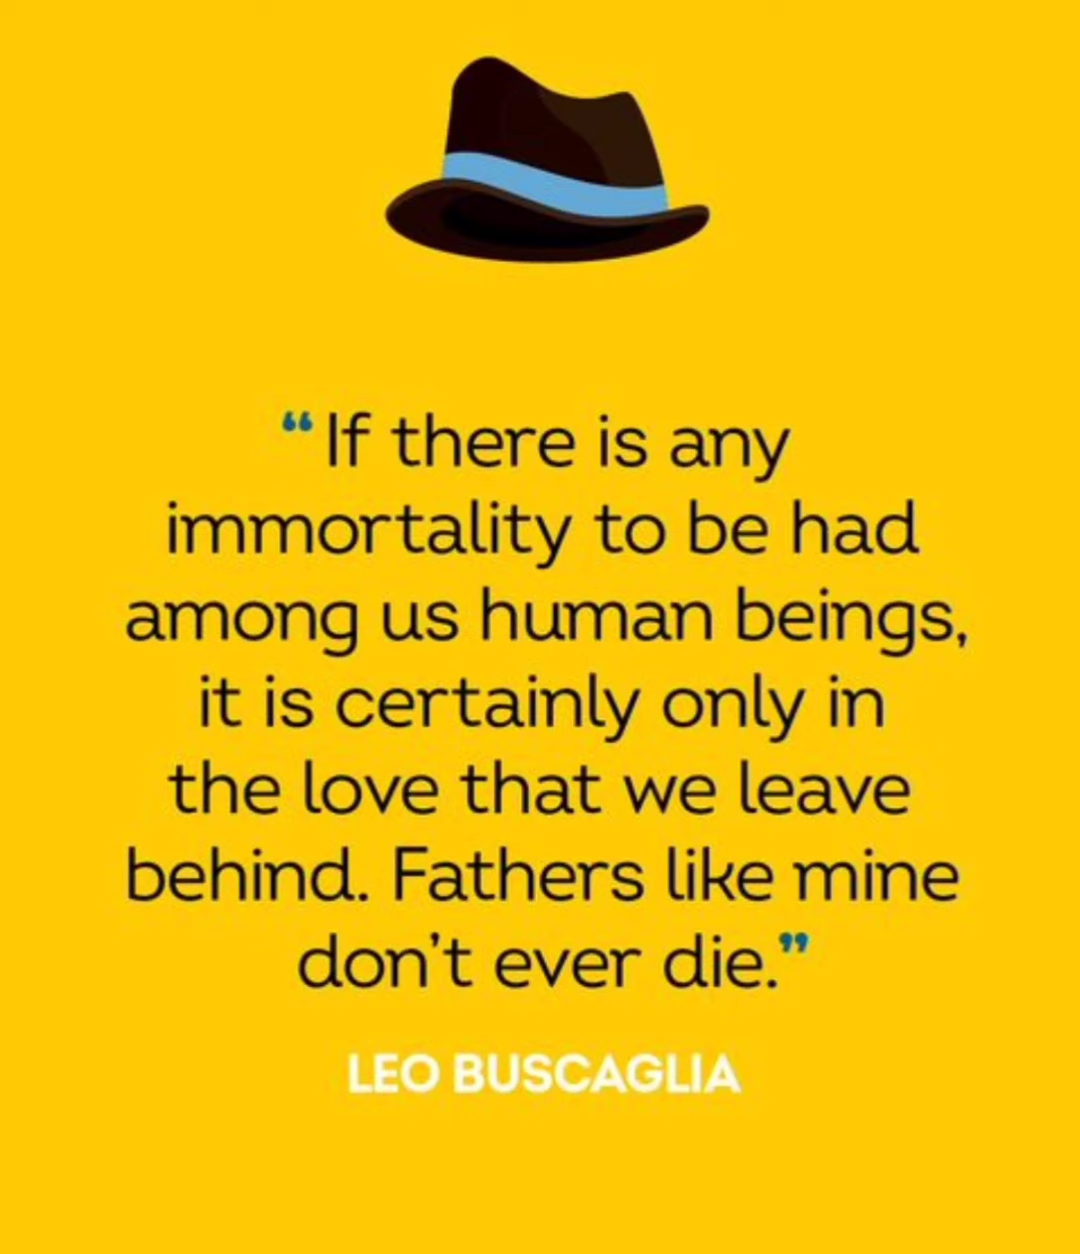 “If there is any
immortality to be had
among us human beings,
it is certainly only in
the love that we leave
behind. Fathers like mine
don’t ever die.”
LEO BUSCAGLIA